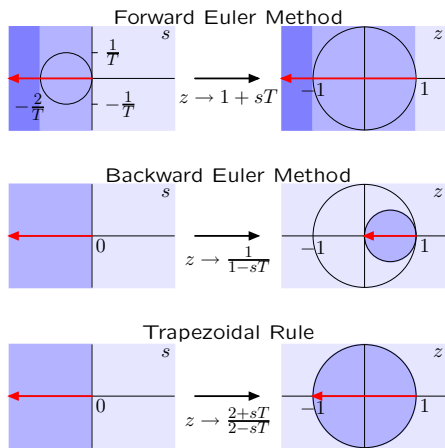 Forward Euler Method
s
1/T
−2/T
−1/T
z → 1 + sT
z
−1
1
Backward Euler Method
s
0
z → 1/(1−sT)
z
−1
1
Trapezoidal Rule
s
0
z → (2+sT)/(2−sT)
z
−1
1